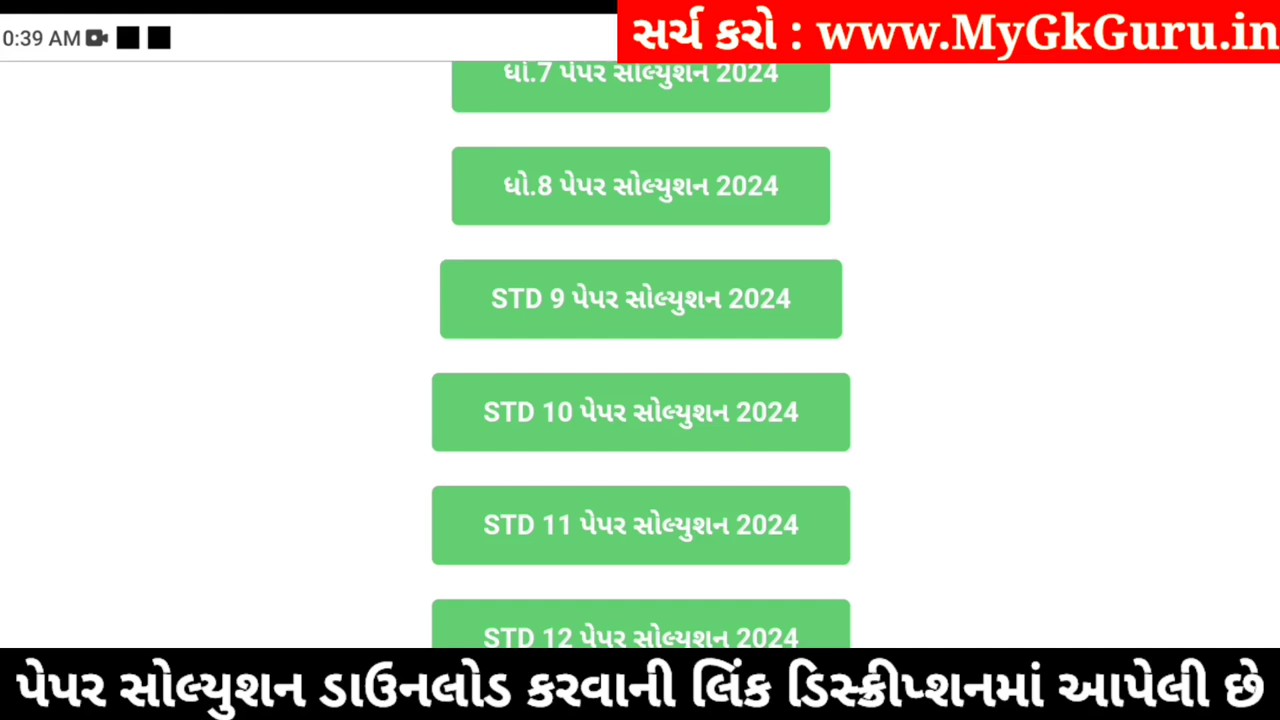 0:39 AM
સર્ચ કરો : www.MyGkGuru.in
ધો.7 પેપર સોલ્યુશન 2024
ધો.8 પેપર સોલ્યુશન 2024
STD 9 પેપર સોલ્યુશન 2024
STD 10 પેપર સોલ્યુશન 2024
STD 11 પેપર સોલ્યુશન 2024
STD 12 પેપર સોલ્યુશન 2024
પેપર સોલ્યુશન ડાઉનલોડ કરવાની લિંક ડિસ્ક્રીપ્શનમાં આપેલી છે